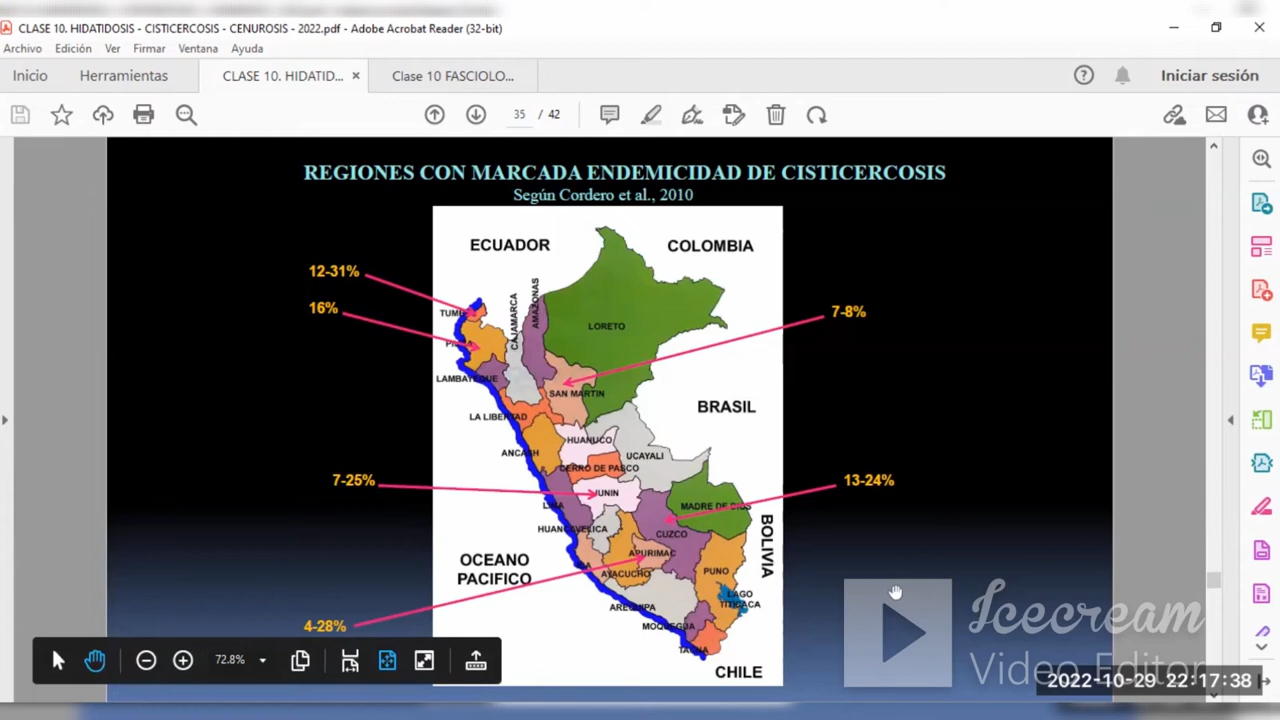 CLASE 10. HIDATIDOSIS - CISTICERCOSIS - CENUROSIS - 2022.pdf - Adobe Acrobat Reader (32-bit)
Archivo Edición Ver Firmar Ventana Ayuda
Inicio Herramientas CLASE 10. HIDATID... × Clase 10 FASCIOLO... Iniciar sesión
35 / 42
REGIONES CON MARCADA ENDEMICIDAD DE CISTICERCOSIS
Según Cordero et al., 2010
ECUADOR COLOMBIA
12-31%
AMAZONAS
CAJAMARCA
16%
7-8%
LORETO
LAMBAYEQUE
SAN MARTIN
BRASIL
LA LIBERTAD
HUANUCO
ANCASH
UCAYALI
CERRO DE PASCO
7-25%
13-24%
JUNIN
LIMA
MADRE DE DIOS
HUANCAVELICA
CUZCO
BOLIVIA
APURIMAC
OCEANO
PACIFICO
AYACUCHO
PUNO
LAGO
TITICACA
AREQUIPA
4-28%
MOQUEGUA
TACNA
CHILE
72.8%
Icecream
Video Editor
2022-10-29 22:17:38